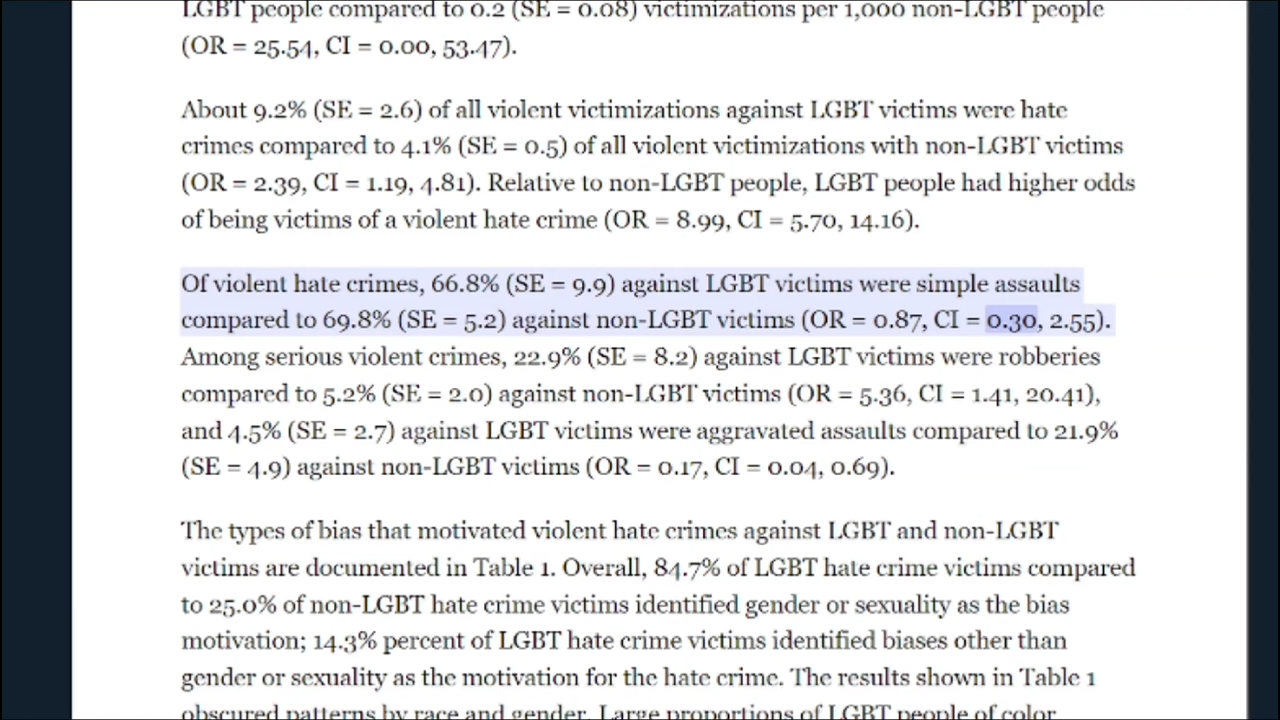 LGBT people compared to 0.2 (SE = 0.08) victimizations per 1,000 non-LGBT people
(OR = 25.54, CI = 0.00, 53.47).
About 9.2% (SE = 2.6) of all violent victimizations against LGBT victims were hate
crimes compared to 4.1% (SE = 0.5) of all violent victimizations with non-LGBT victims
(OR = 2.39, CI = 1.19, 4.81). Relative to non-LGBT people, LGBT people had higher odds
of being victims of a violent hate crime (OR = 8.99, CI = 5.70, 14.16).
Of violent hate crimes, 66.8% (SE = 9.9) against LGBT victims were simple assaults
compared to 69.8% (SE = 5.2) against non-LGBT victims (OR = 0.87, CI = 0.30, 2.55).
Among serious violent crimes, 22.9% (SE = 8.2) against LGBT victims were robberies
compared to 5.2% (SE = 2.0) against non-LGBT victims (OR = 5.36, CI = 1.41, 20.41),
and 4.5% (SE = 2.7) against LGBT victims were aggravated assaults compared to 21.9%
(SE = 4.9) against non-LGBT victims (OR = 0.17, CI = 0.04, 0.69).
The types of bias that motivated violent hate crimes against LGBT and non-LGBT
victims are documented in Table 1. Overall, 84.7% of LGBT hate crime victims compared
to 25.0% of non-LGBT hate crime victims identified gender or sexuality as the bias
motivation; 14.3% percent of LGBT hate crime victims identified biases other than
gender or sexuality as the motivation for the hate crime. The results shown in Table 1
obscured patterns by race and gender. Large proportions of LGBT people of color